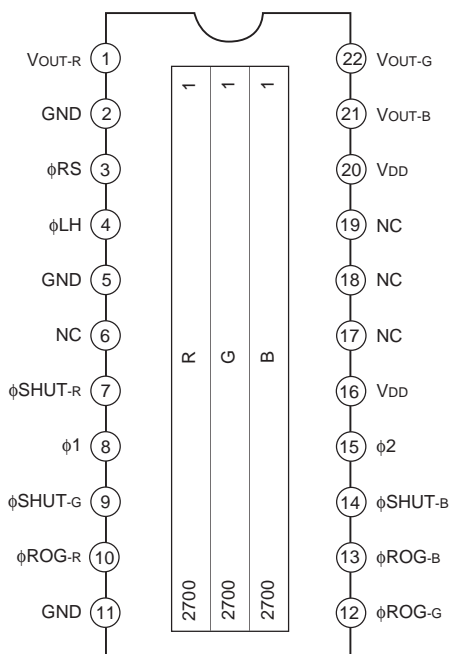 VOUT-R 1
GND 2
ϕRS 3
ϕLH 4
GND 5
NC 6
ϕSHUT-R 7
ϕ1 8
ϕSHUT-G 9
ϕROG-R 10
GND 11
1 1 1
R G B
2700 2700 2700
22 VOUT-G
21 VOUT-B
20 VDD
19 NC
18 NC
17 NC
16 VDD
15 ϕ2
14 ϕSHUT-B
13 ϕROG-B
12 ϕROG-G